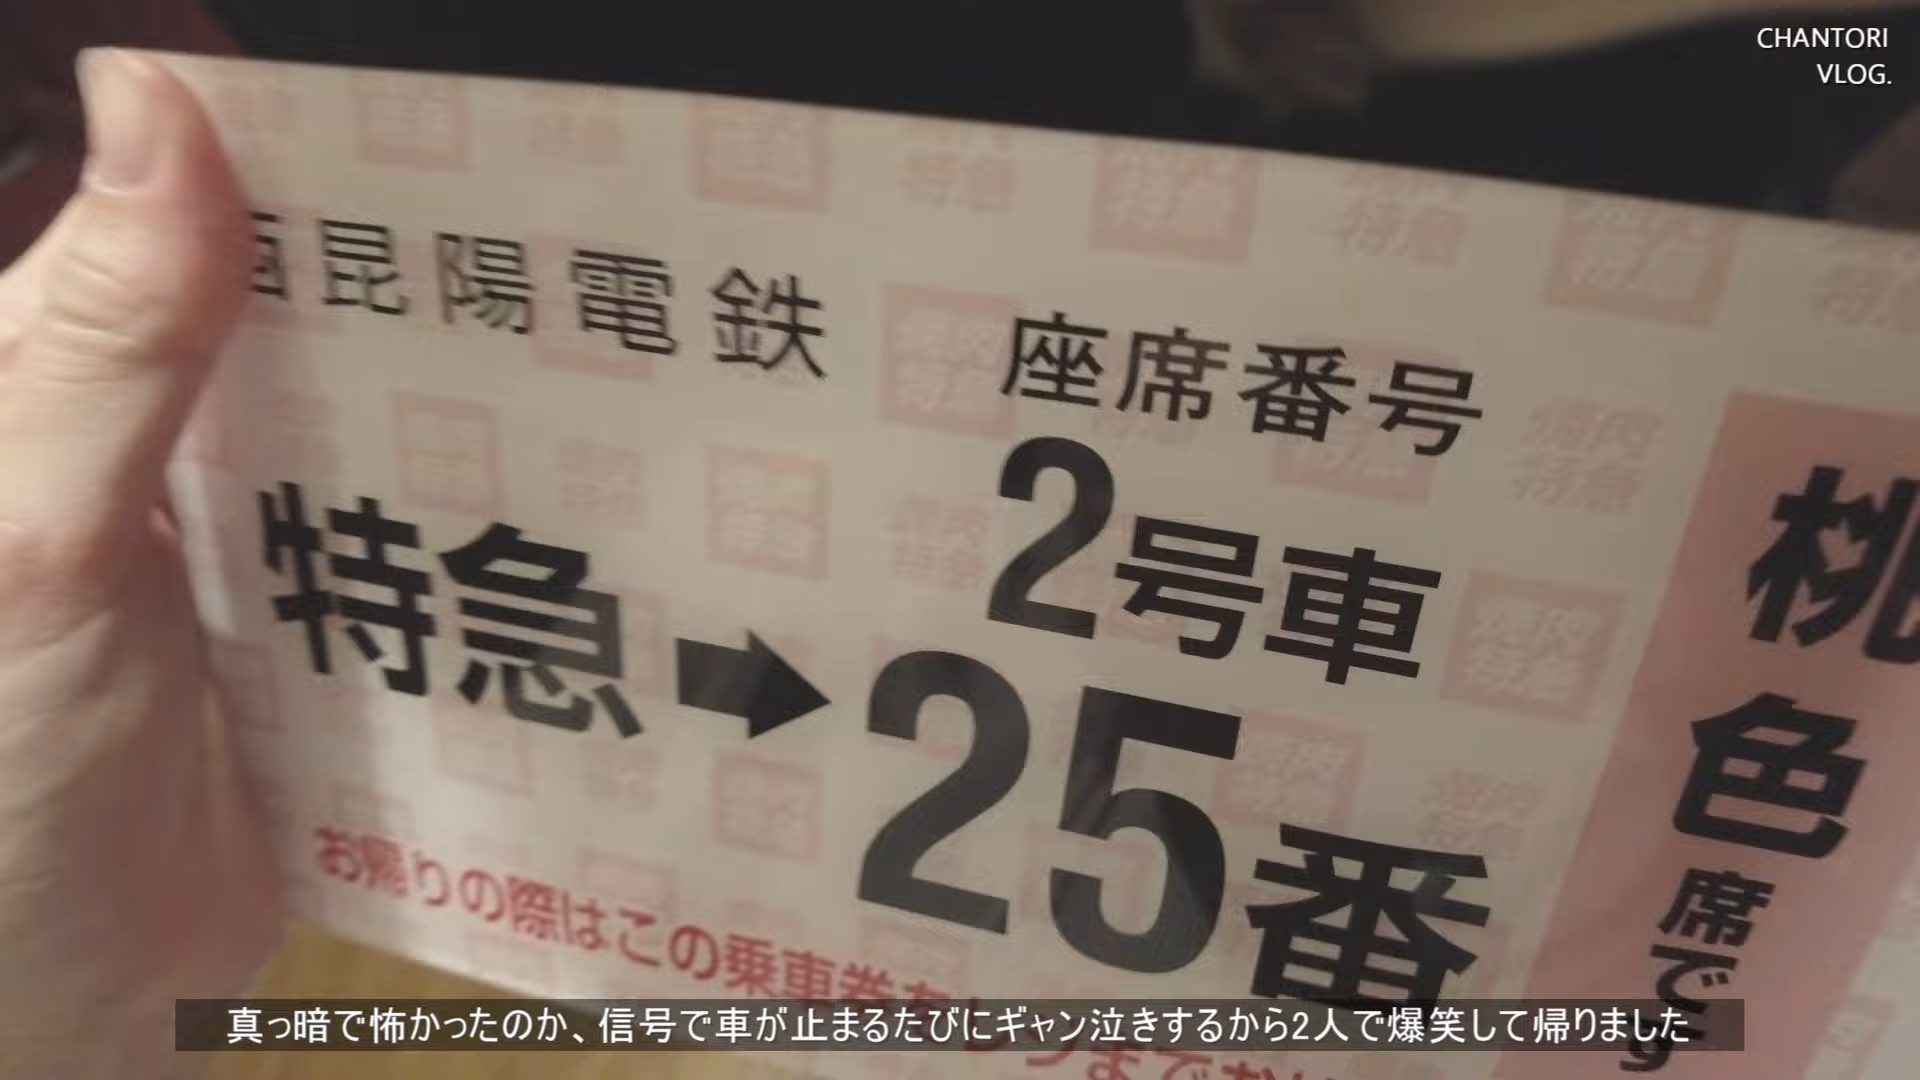 CHANTORI
VLOG.
西昆陽電鉄
座席番号
2号車
特急➡25番
桃色席です
お帰りの際はこの乗車券を
真っ暗で怖かったのか、信号で車が止まるたびにギャン泣きするから2人で爆笑して帰りました